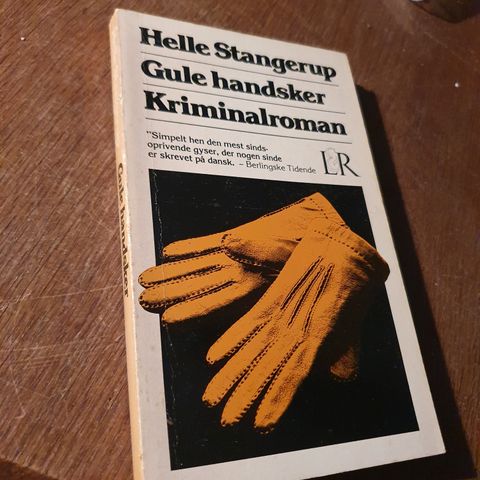 Helle Stangerup
Gule handsker
Kriminalroman
"Simpelt hen den mest sinds-
oprivende gyser, der nogen sinde
er skrevet på dansk. – Berlingske Tidende
LR
Gule handsker